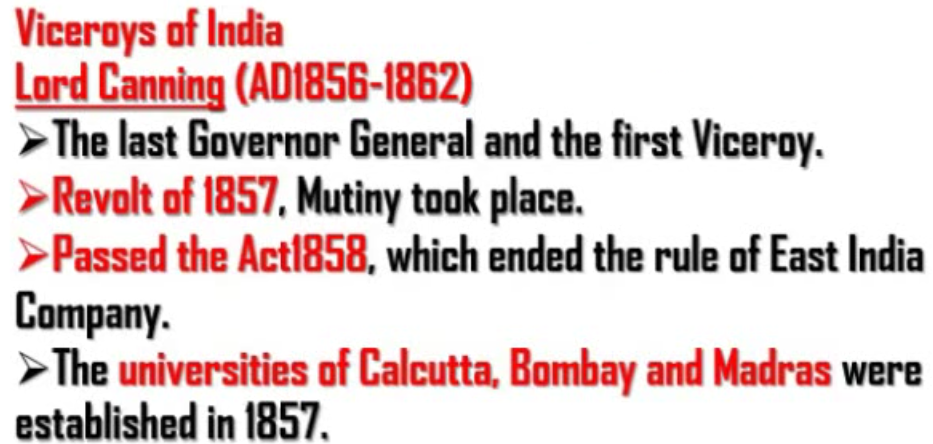 Viceroys of India
Lord Canning (AD1856-1862)
➢The last Governor General and the first Viceroy.
➢Revolt of 1857, Mutiny took place.
➢Passed the Act1858, which ended the rule of East India
Company.
➢The universities of Calcutta, Bombay and Madras were
established in 1857.